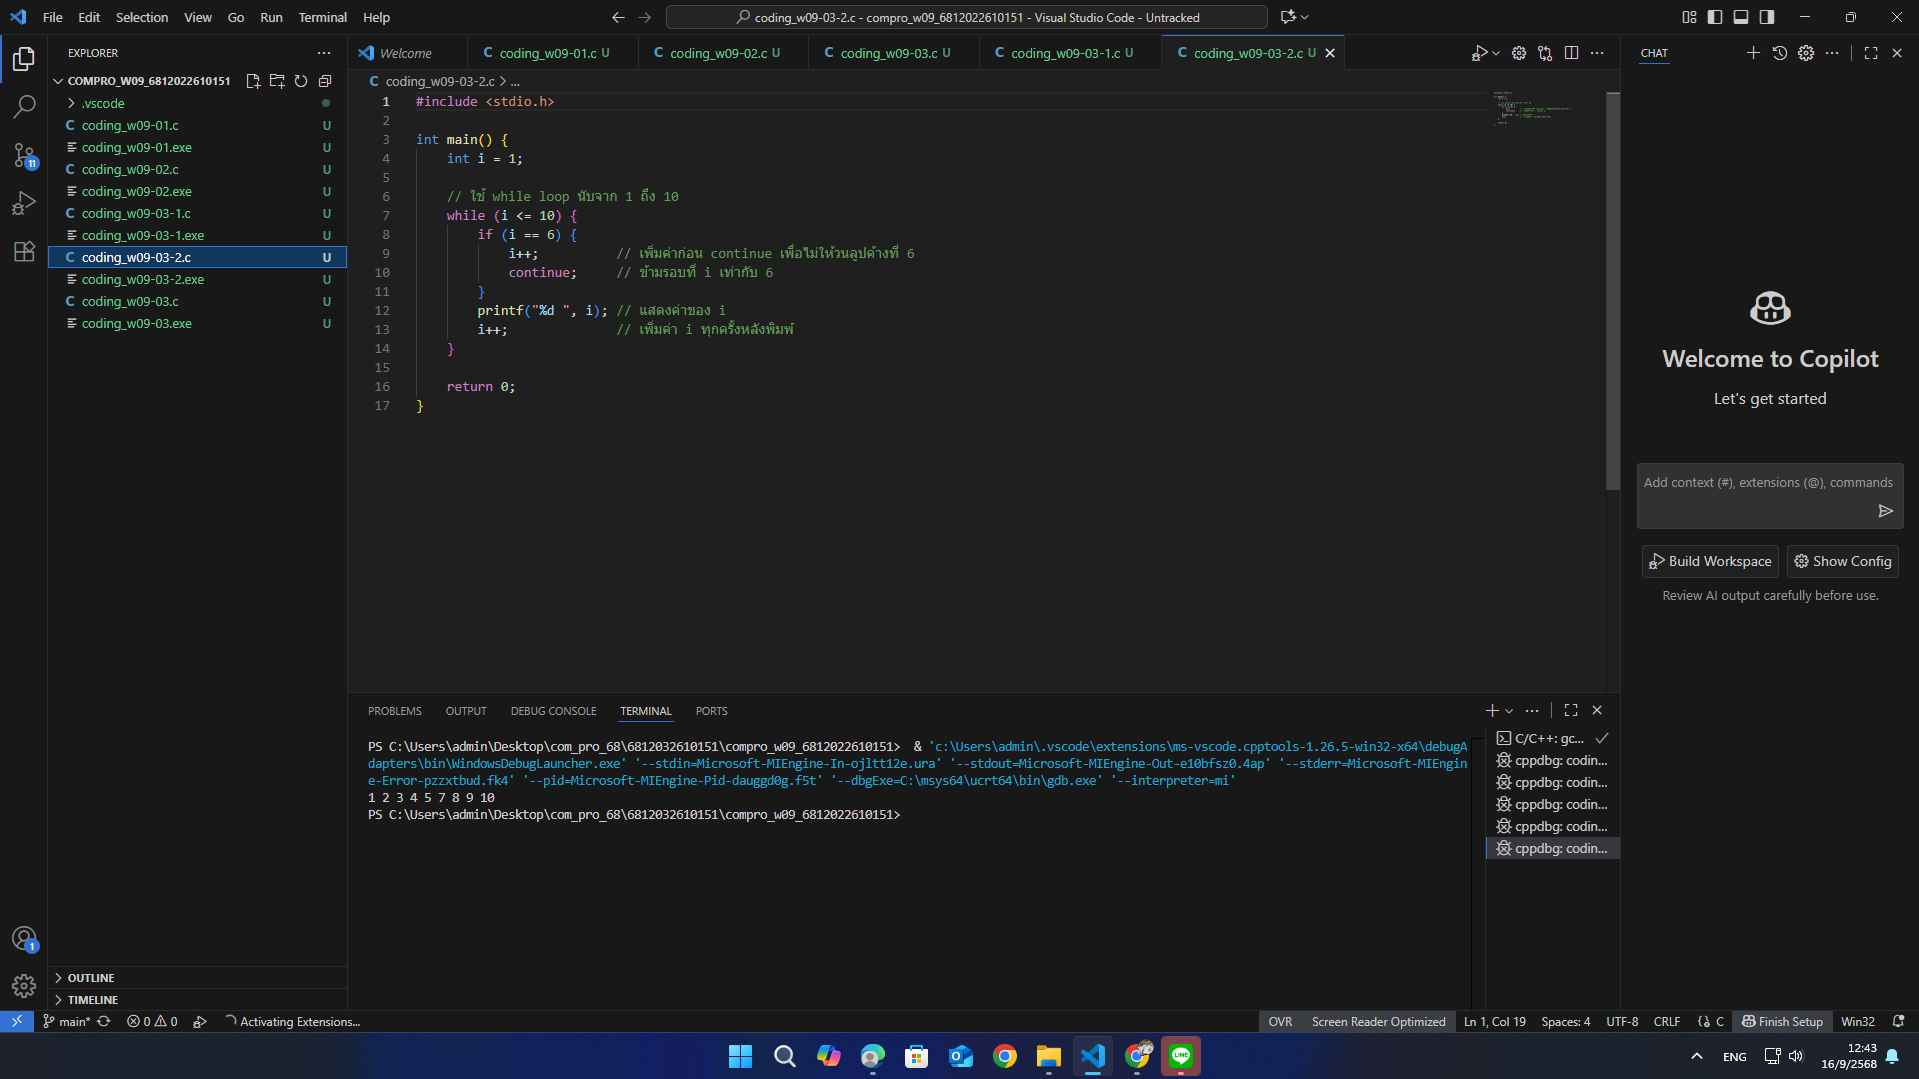 File Edit Selection View Go Run Terminal Help
coding_w09-03-2.c - compro_w09_6812022610151 - Visual Studio Code - Untracked
EXPLORER
COMPRO_W09_6812022610151
.vscode
coding_w09-01.c U
coding_w09-01.exe U
coding_w09-02.c U
coding_w09-02.exe U
coding_w09-03-1.c U
coding_w09-03-1.exe U
coding_w09-03-2.c U
coding_w09-03-2.exe U
coding_w09-03.c U
coding_w09-03.exe U
OUTLINE
TIMELINE
Welcome coding_w09-01.c U coding_w09-02.c U coding_w09-03.c U coding_w09-03-1.c U coding_w09-03-2.c U
coding_w09-03-2.c > ...
1 #include <stdio.h>
2
3 int main() {
4 int i = 1;
5
6 // ใช้ while loop นับจาก 1 ถึง 10
7 while (i <= 10) {
8 if (i == 6) {
9 i++; // เพิ่มค่าก่อน continue เพื่อไม่ให้วนลูปค้างที่ 6
10 continue; // ข้ามรอบที่ i เท่ากับ 6
11 }
12 printf("%d ", i); // แสดงค่าของ i
13 i++; // เพิ่มค่า i ทุกครั้งหลังพิมพ์
14 }
15
16 return 0;
17 }
PROBLEMS OUTPUT DEBUG CONSOLE TERMINAL PORTS
PS C:\Users\admin\Desktop\com_pro_68\6812032610151\compro_w09_6812022610151> & 'c:\Users\admin\.vscode\extensions\ms-vscode.cpptools-1.26.5-win32-x64\debugA
dapters\bin\WindowsDebugLauncher.exe' '--stdin=Microsoft-MIEngine-In-ojltt12e.ura' '--stdout=Microsoft-MIEngine-Out-e10bfsz0.4ap' '--stderr=Microsoft-MIEngin
e-Error-pzzxtbud.fk4' '--pid=Microsoft-MIEngine-Pid-dauggd0g.f5t' '--dbgExe=C:\msys64\ucrt64\bin\gdb.exe' '--interpreter=mi'
1 2 3 4 5 7 8 9 10
PS C:\Users\admin\Desktop\com_pro_68\6812032610151\compro_w09_6812022610151>
C/C++: gc...
cppdbg: codin...
cppdbg: codin...
cppdbg: codin...
cppdbg: codin...
cppdbg: codin...
CHAT
Welcome to Copilot
Let's get started
Add context (#), extensions (@), commands
Build Workspace Show Config
Review AI output carefully before use.
11
1
main* 0 0 Activating Extensions...
OVR Screen Reader Optimized Ln 1, Col 19 Spaces: 4 UTF-8 CRLF {} C Finish Setup Win32
LINE
ENG
12:43
16/9/2568